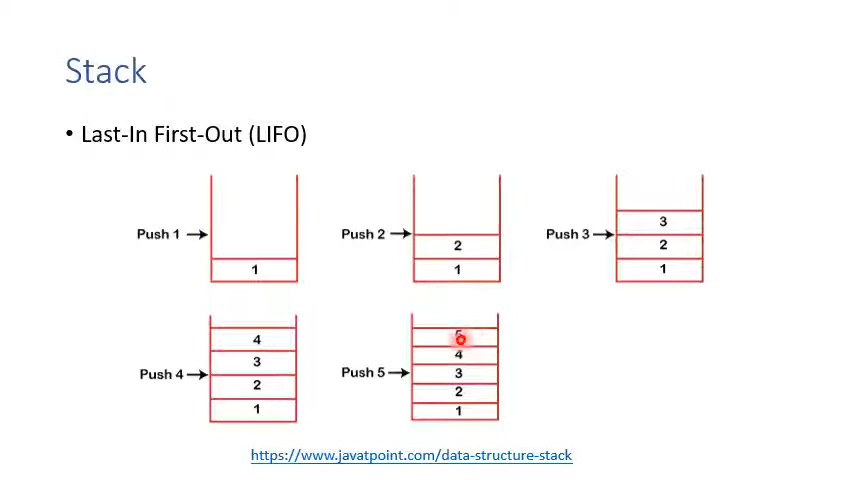 Stack
• Last-In First-Out (LIFO)
Push 1
1
Push 2
2
1
Push 3
3
2
1
Push 4
4
3
2
1
Push 5
5
4
3
2
1
https://www.javatpoint.com/data-structure-stack